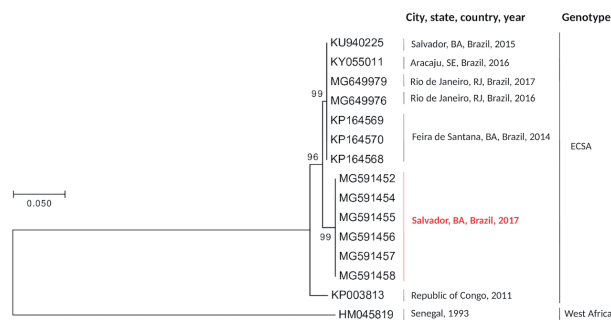 City, state, country, year Genotype
KU940225 Salvador, BA, Brazil, 2015
KY055011 Aracaju, SE, Brazil, 2016
MG649979 Rio de Janeiro, RJ, Brazil, 2017
99
MG649976 Rio de Janeiro, RJ, Brazil, 2016
KP164569
KP164570 Feira de Santana, BA, Brazil, 2014
ECSA
96
KP164568
MG591452
MG591454
0.050
MG591455 Salvador, BA, Brazil, 2017
99
MG591456
MG591457
MG591458
KP003813 Republic of Congo, 2011
HM045819 Senegal, 1993 West Africa